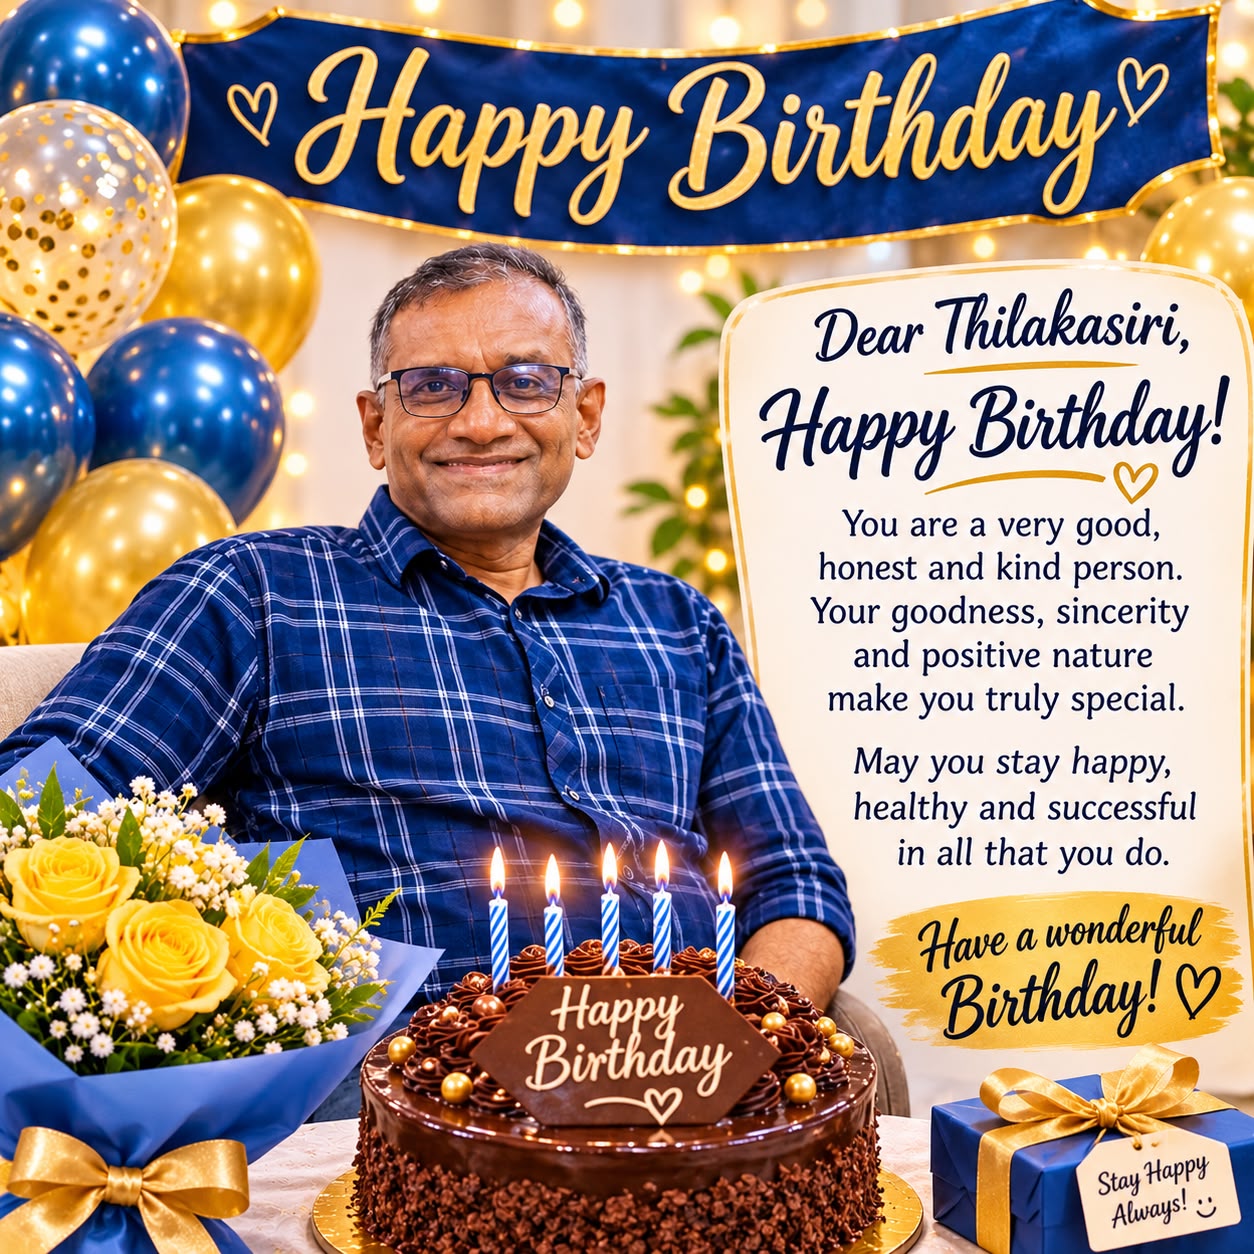 Happy Birthday
Dear Thilakasiri,
Happy Birthday!
You are a very good,
honest and kind person.
Your goodness, sincerity
and positive nature
make you truly special.
May you stay happy,
healthy and successful
in all that you do.
Have a wonderful
Birthday!
Happy
Birthday
Stay Happy
Always!